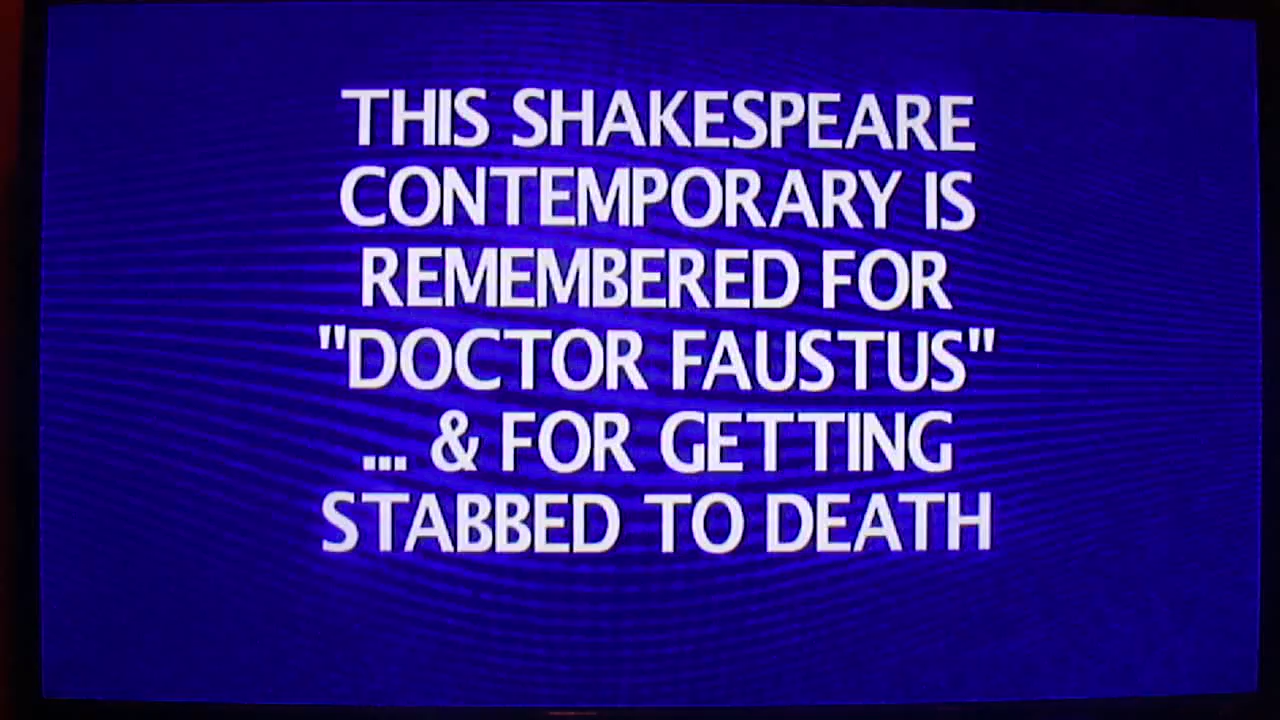 THIS SHAKESPEARE
CONTEMPORARY IS
REMEMBERED FOR
"DOCTOR FAUSTUS"
... & FOR GETTING
STABBED TO DEATH